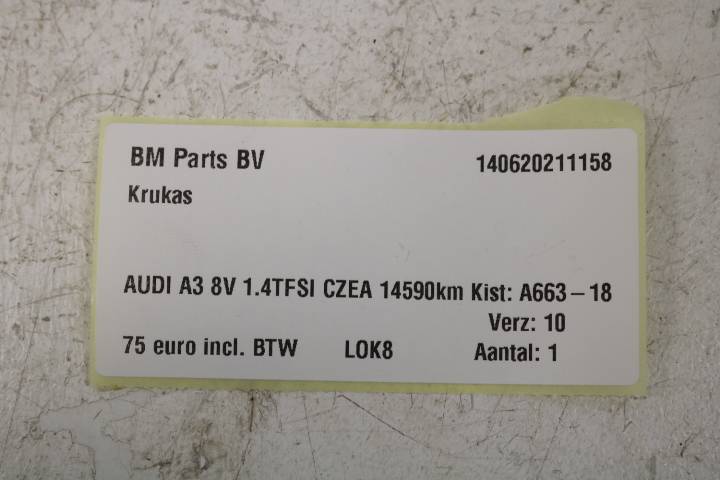 BM Parts BV 140620211158
Krukas
AUDI A3 8V 1.4TFSI CZEA 14590km Kist: A663-18
Verz: 10
75 euro incl. BTW LOK8 Aantal: 1